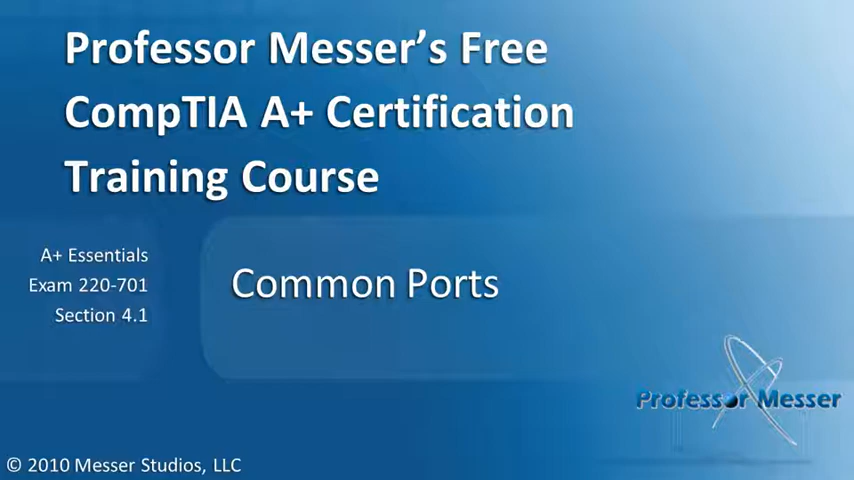 Professor Messer's Free
CompTIA A+ Certification
Training Course
A+ Essentials
Exam 220-701
Section 4.1
Common Ports
Professor Messer
© 2010 Messer Studios, LLC